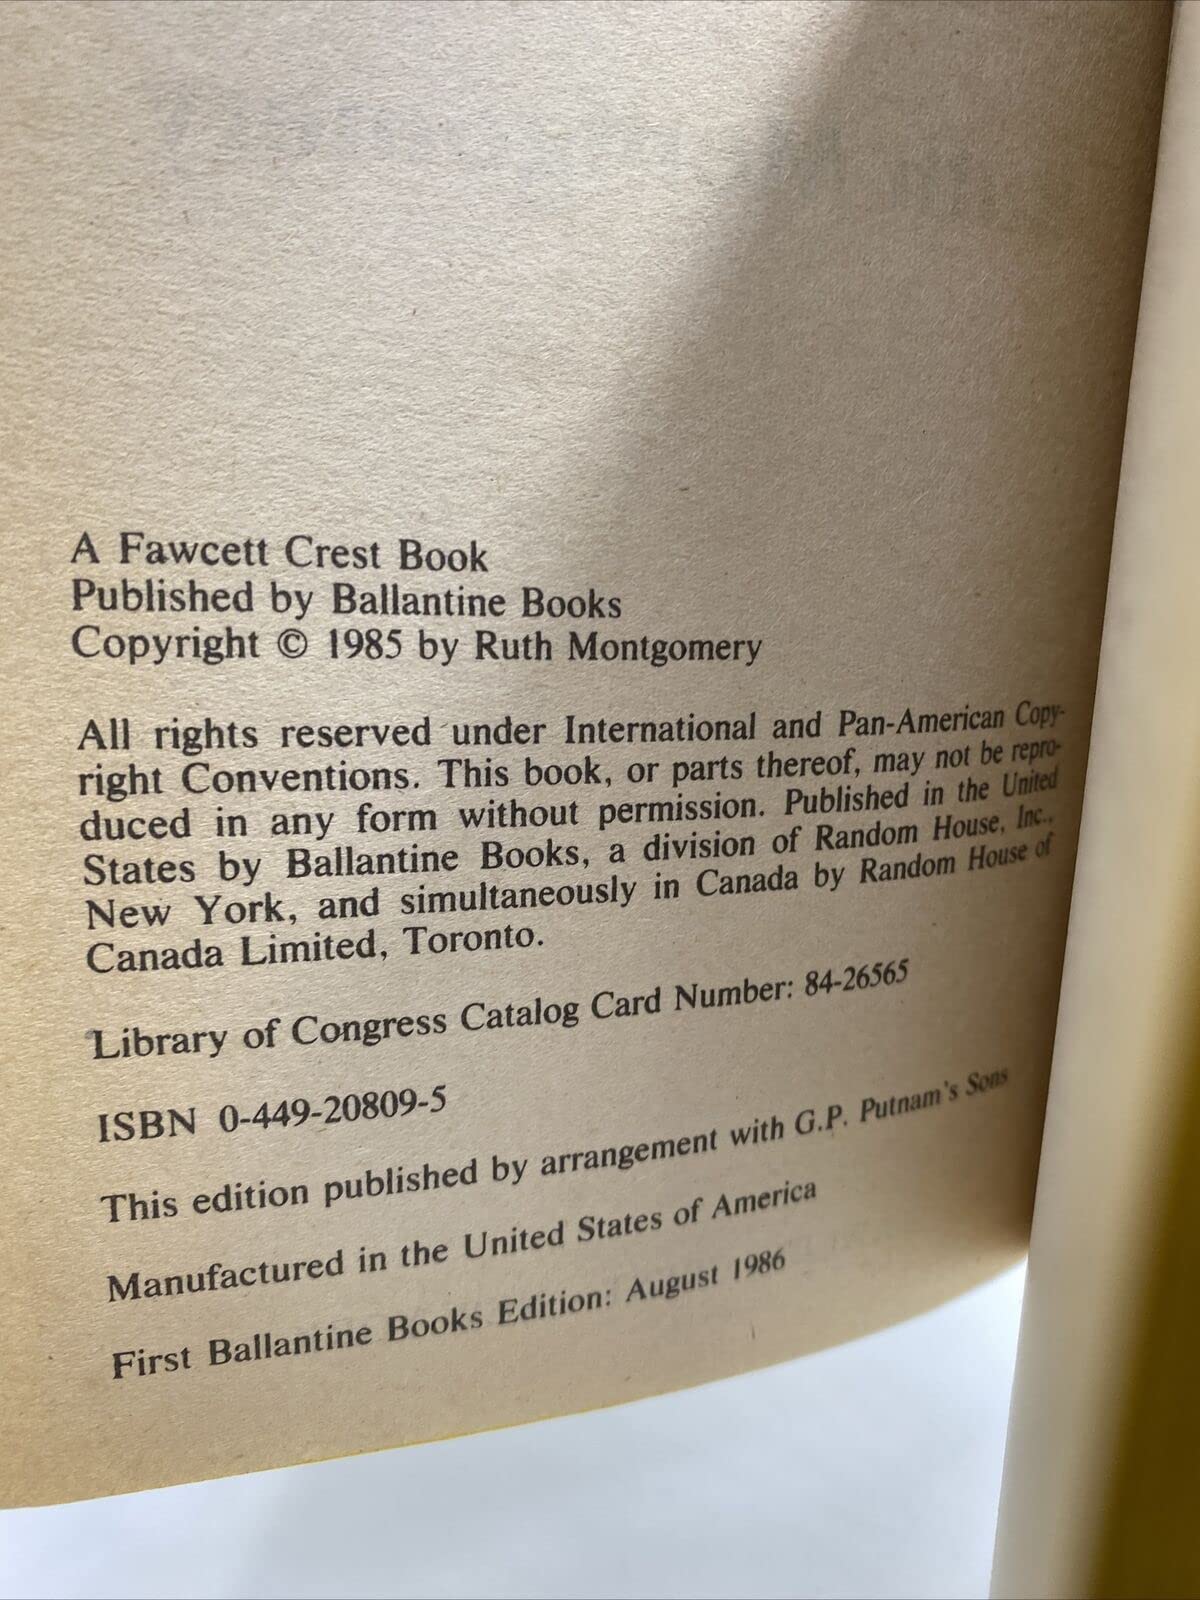 A Fawcett Crest Book
Published by Ballantine Books
Copyright © 1985 by Ruth Montgomery
All rights reserved under International and Pan-American Copy-
right Conventions. This book, or parts thereof, may not be repro-
duced in any form without permission. Published in the United
States by Ballantine Books, a division of Random House, Inc.,
New York, and simultaneously in Canada by Random House of
Canada Limited, Toronto.
Library of Congress Catalog Card Number: 84-26565
ISBN 0-449-20809-5
This edition published by arrangement with G.P. Putnam's Sons
Manufactured in the United States of America
First Ballantine Books Edition: August 1986